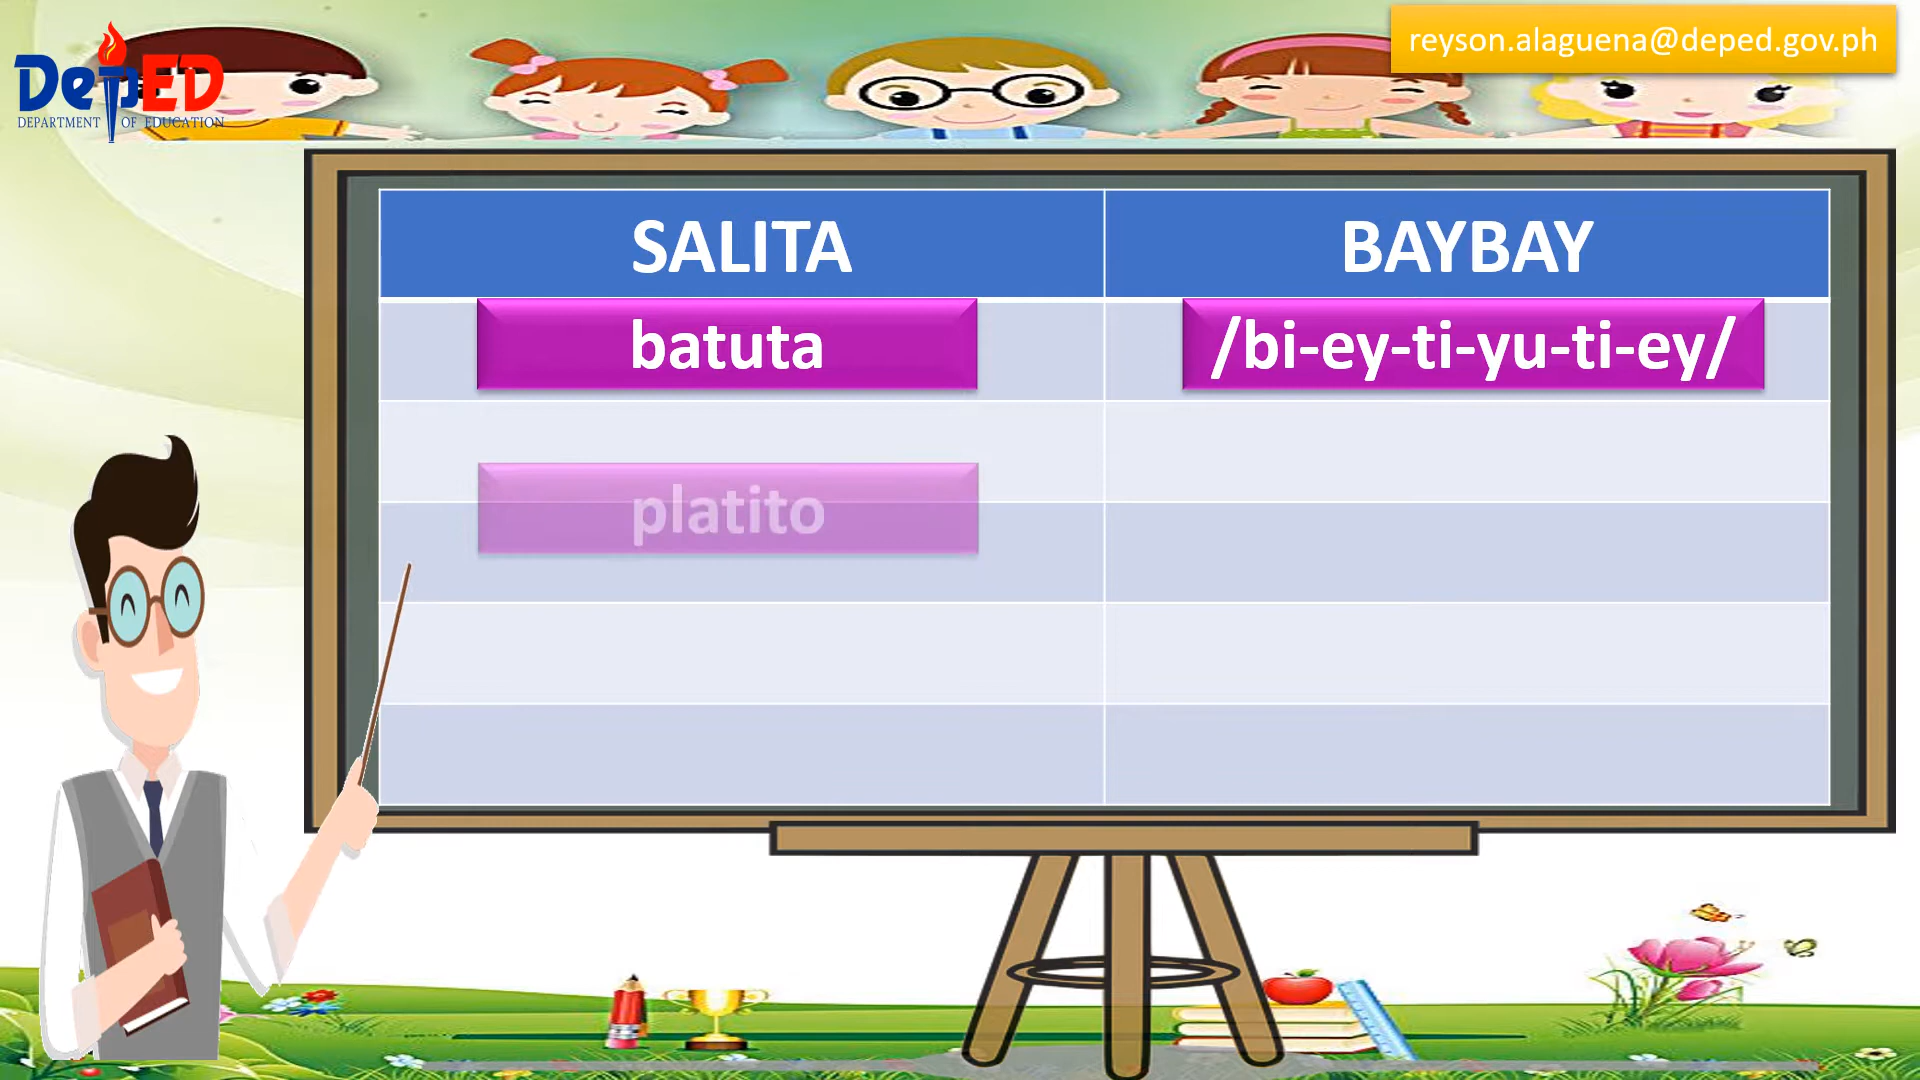 DepED
DEPARTMENT OF EDUCATION
reyson.alaguena@deped.gov.ph
SALITA
BAYBAY
batuta
/bi-ey-ti-yu-ti-ey/
platito